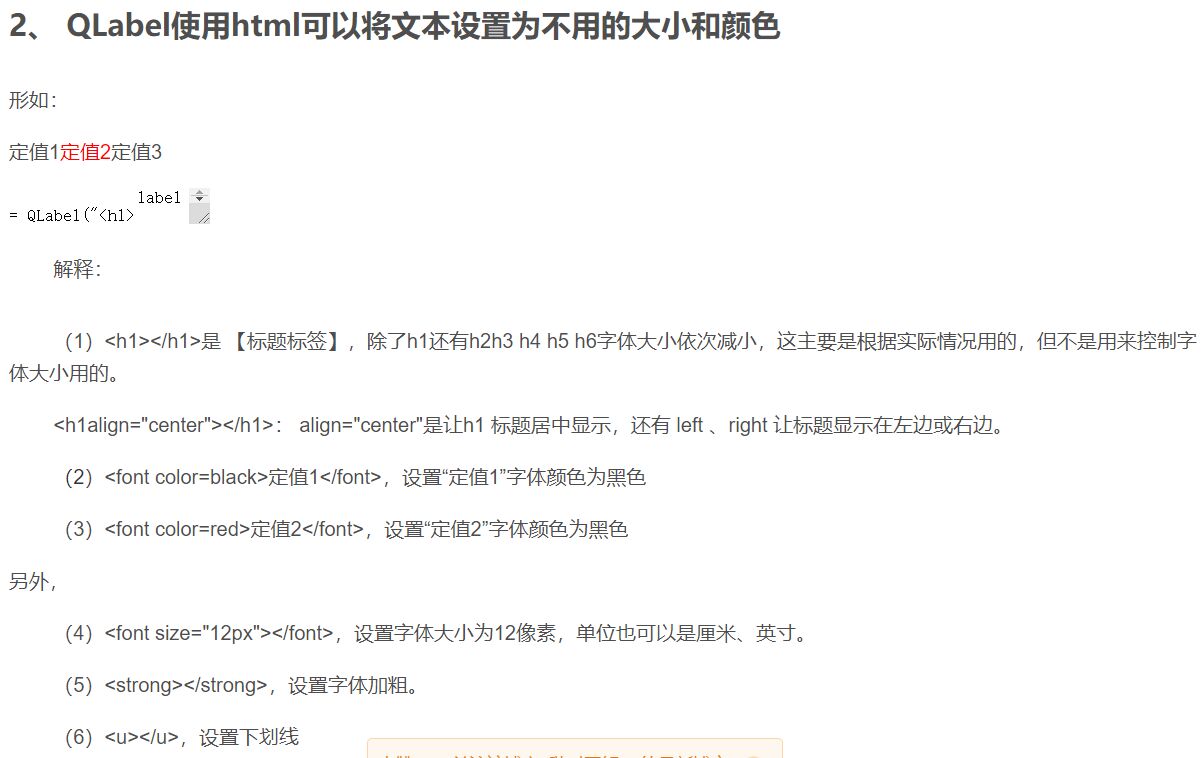 2、 QLabel使用html可以将文本设置为不用的大小和颜色
形如：
定值1定值2定值3
label
= QLabel("<h1>
解释：
（1）<h1></h1>是 【标题标签】，除了h1还有h2h3 h4 h5 h6字体大小依次减小，这主要是根据实际情况用的，但不是用来控制字
体大小用的。
<h1align="center"></h1>： align="center"是让h1 标题居中显示，还有 left 、right 让标题显示在左边或右边。
（2）<font color=black>定值1</font>，设置“定值1”字体颜色为黑色
（3）<font color=red>定值2</font>，设置“定值2”字体颜色为黑色
另外，
（4）<font size="12px"></font>，设置字体大小为12像素，单位也可以是厘米、英寸。
（5）<strong></strong>，设置字体加粗。
（6）<u></u>，设置下划线